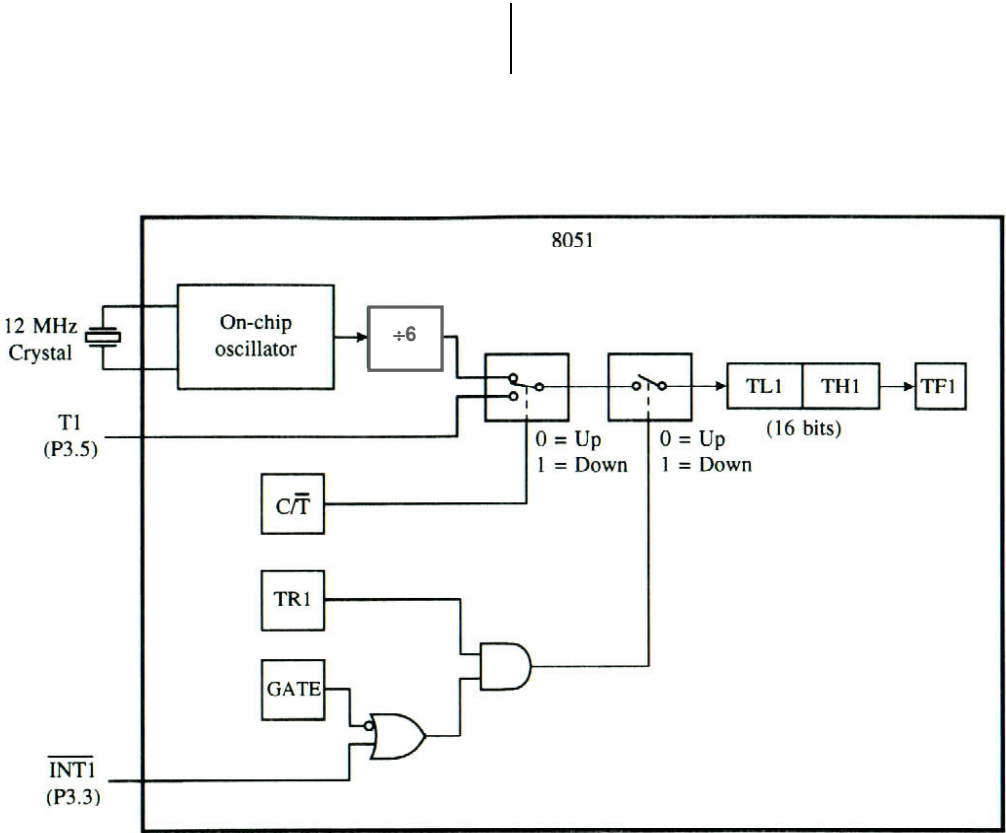 8051
12 MHz
Crystal
On-chip
oscillator
÷6
T1
(P3.5)
TL1
TH1
TF1
(16 bits)
0 = Up
1 = Down
0 = Up
1 = Down
C/T̅
TR1
GATE
I̅N̅T̅1̅
(P3.3)